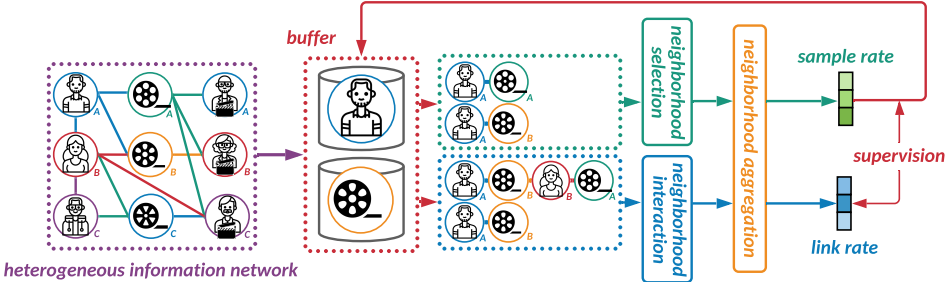 buffer
neighborhood
selection
sample rate
A
A
A
A
A
A
B
B
B
B
B
neighborhood aggregation
supervision
A
B
B
A
A
B
neighborhood
interaction
C
C
C
link rate
heterogeneous information network